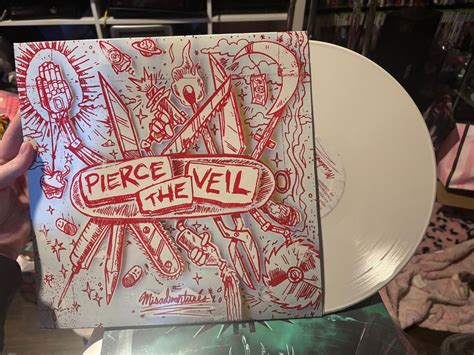 PIERCE
THE
VEIL
Misadventures